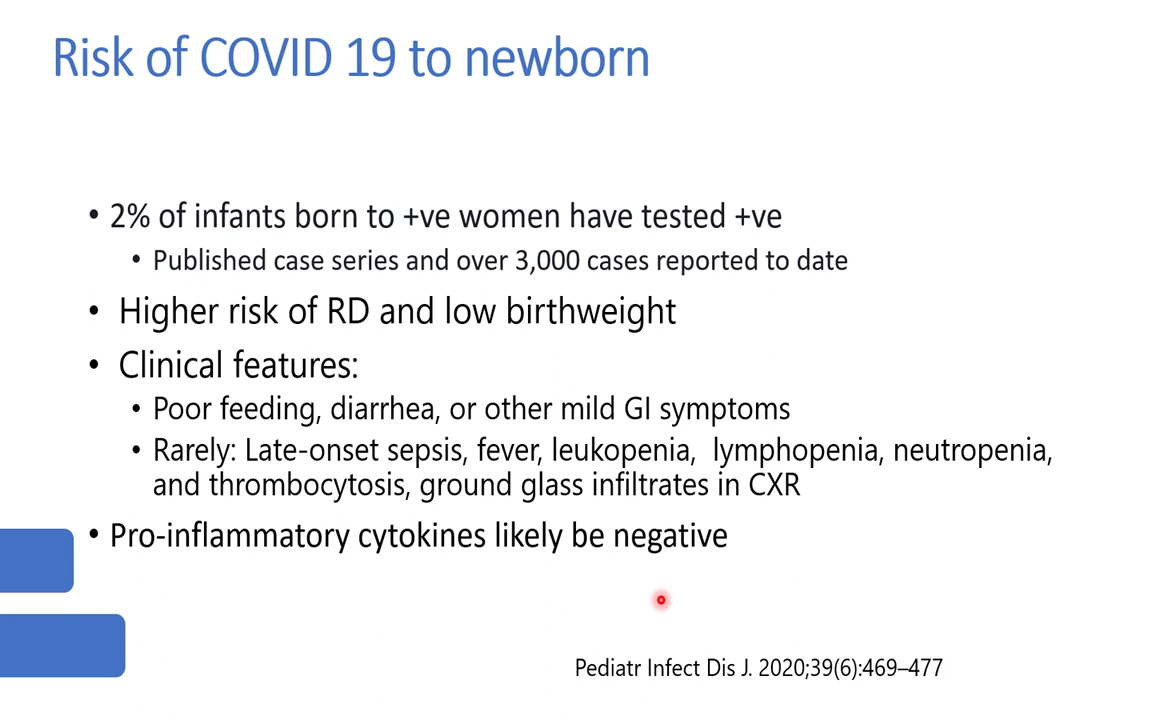 Risk of COVID 19 to newborn
• 2% of infants born to +ve women have tested +ve
• Published case series and over 3,000 cases reported to date
• Higher risk of RD and low birthweight
• Clinical features:
• Poor feeding, diarrhea, or other mild GI symptoms
• Rarely: Late-onset sepsis, fever, leukopenia, lymphopenia, neutropenia,
and thrombocytosis, ground glass infiltrates in CXR
• Pro-inflammatory cytokines likely be negative
Pediatr Infect Dis J. 2020;39(6):469–477